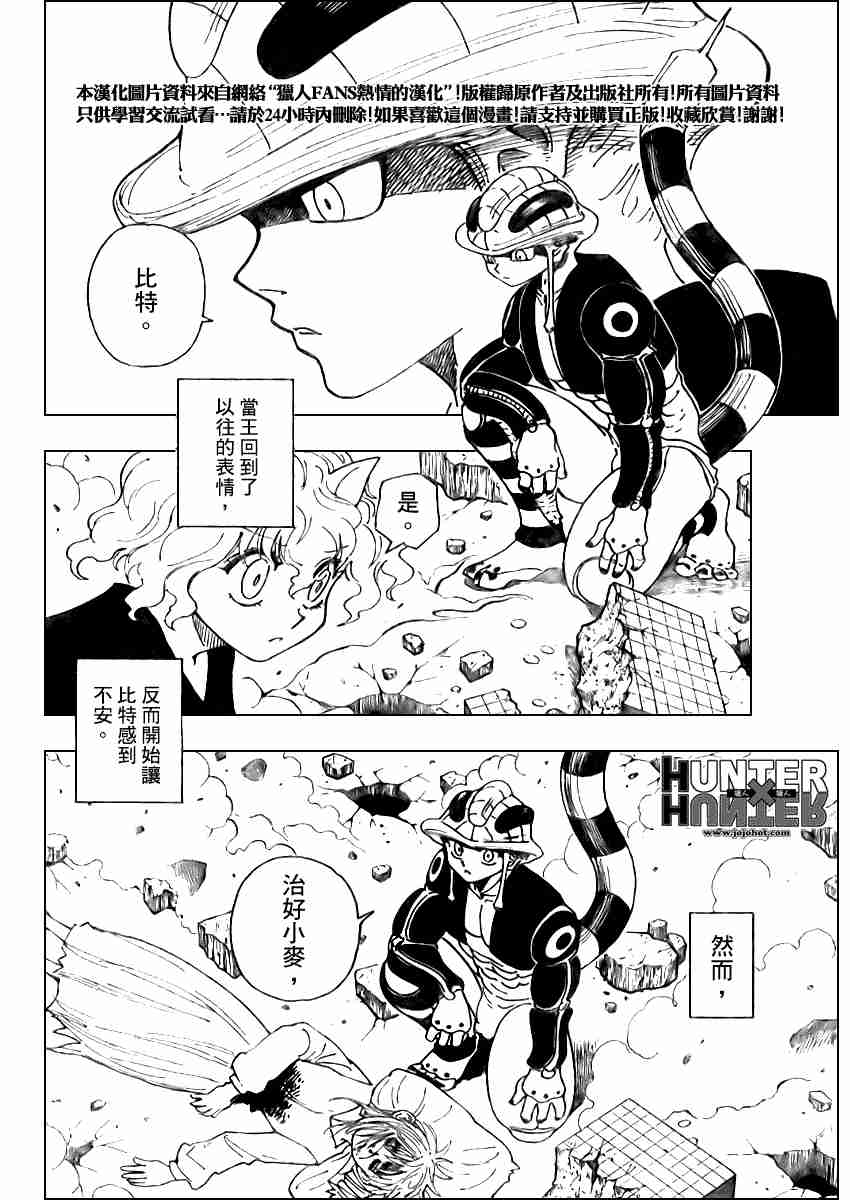 本漢化圖片資料來自網絡“獵人FANS熱情的漢化”!版權歸原作者及出版社所有!所有圖片資料
只供學習交流試看…請於24小時內刪除!如果喜歡這個漫畫!請支持並購買正版!收藏欣賞!謝謝!
比特。
當王回到了
以往的表情，
是。
反而開始讓
比特感到
不安。
HUNTER
×
HUNTER
www.jojohot.com
然而，
治好小麥，